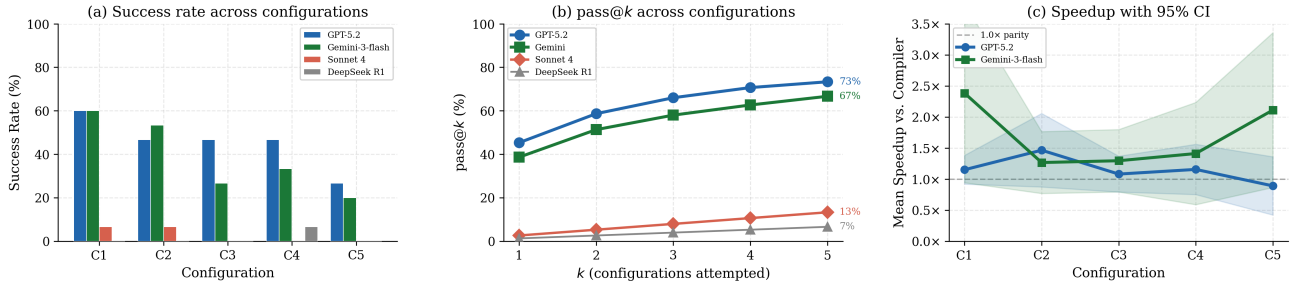 (a) Success rate across configurations
Success Rate (%)
100
80
60
40
20
0
GPT-5.2
Gemini-3-flash
Sonnet 4
DeepSeek R1
C1 C2 C3 C4 C5
Configuration
(b) pass@k across configurations
pass@k (%)
100
80
60
40
20
0
GPT-5.2
Gemini
Sonnet 4
DeepSeek R1
73%
67%
13%
7%
1 2 3 4 5
k (configurations attempted)
(c) Speedup with 95% CI
Mean Speedup vs. Compiler
3.5×
3.0×
2.5×
2.0×
1.5×
1.0×
0.5×
0.0×
1.0× parity
GPT-5.2
Gemini-3-flash
C1 C2 C3 C4 C5
Configuration